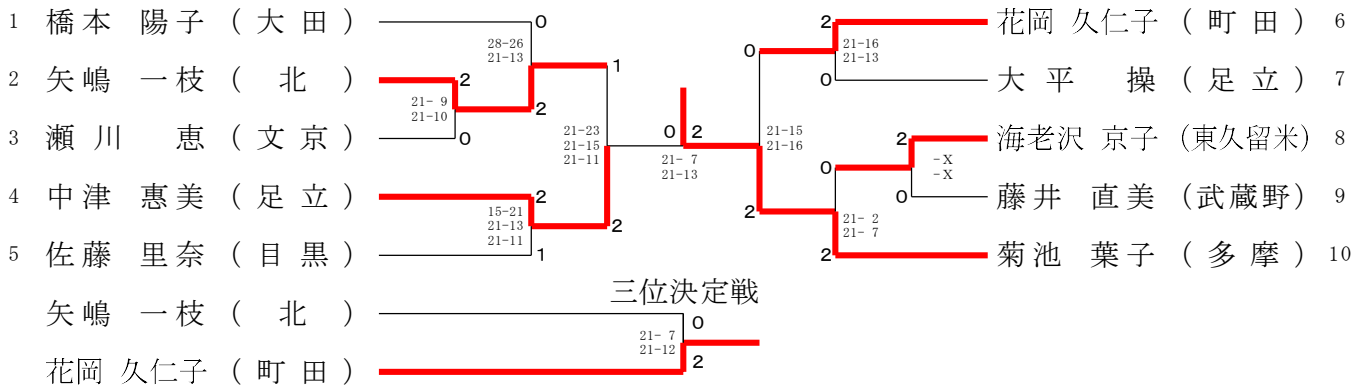 1 橋本 陽子 ( 大 田 ) 0 2 花岡 久仁子 ( 町 田 ) 6
28-26
21-13
0 21-16
21-13
2 矢嶋 一枝 ( 北 ) 2 1 0 大平 操 ( 足 立 ) 7
21- 9
21-10
2
3 瀬川 恵 ( 文 京 ) 0 21-23
21-15
21-11
0 2 21-15
21-16
2 海老沢 京子 (東久留米) 8
21- 7
21-13
0 -X
-X
4 中津 惠美 ( 足 立 ) 2 0 藤井 直美 (武蔵野) 9
15-21
21-13
21-11
2 2 21- 2
21- 7
5 佐藤 里奈 ( 目 黒 ) 1 2 菊池 葉子 ( 多 摩 ) 10
三位決定戦
矢嶋 一枝 ( 北 ) 0
21- 7
21-12
花岡 久仁子 ( 町 田 ) 2